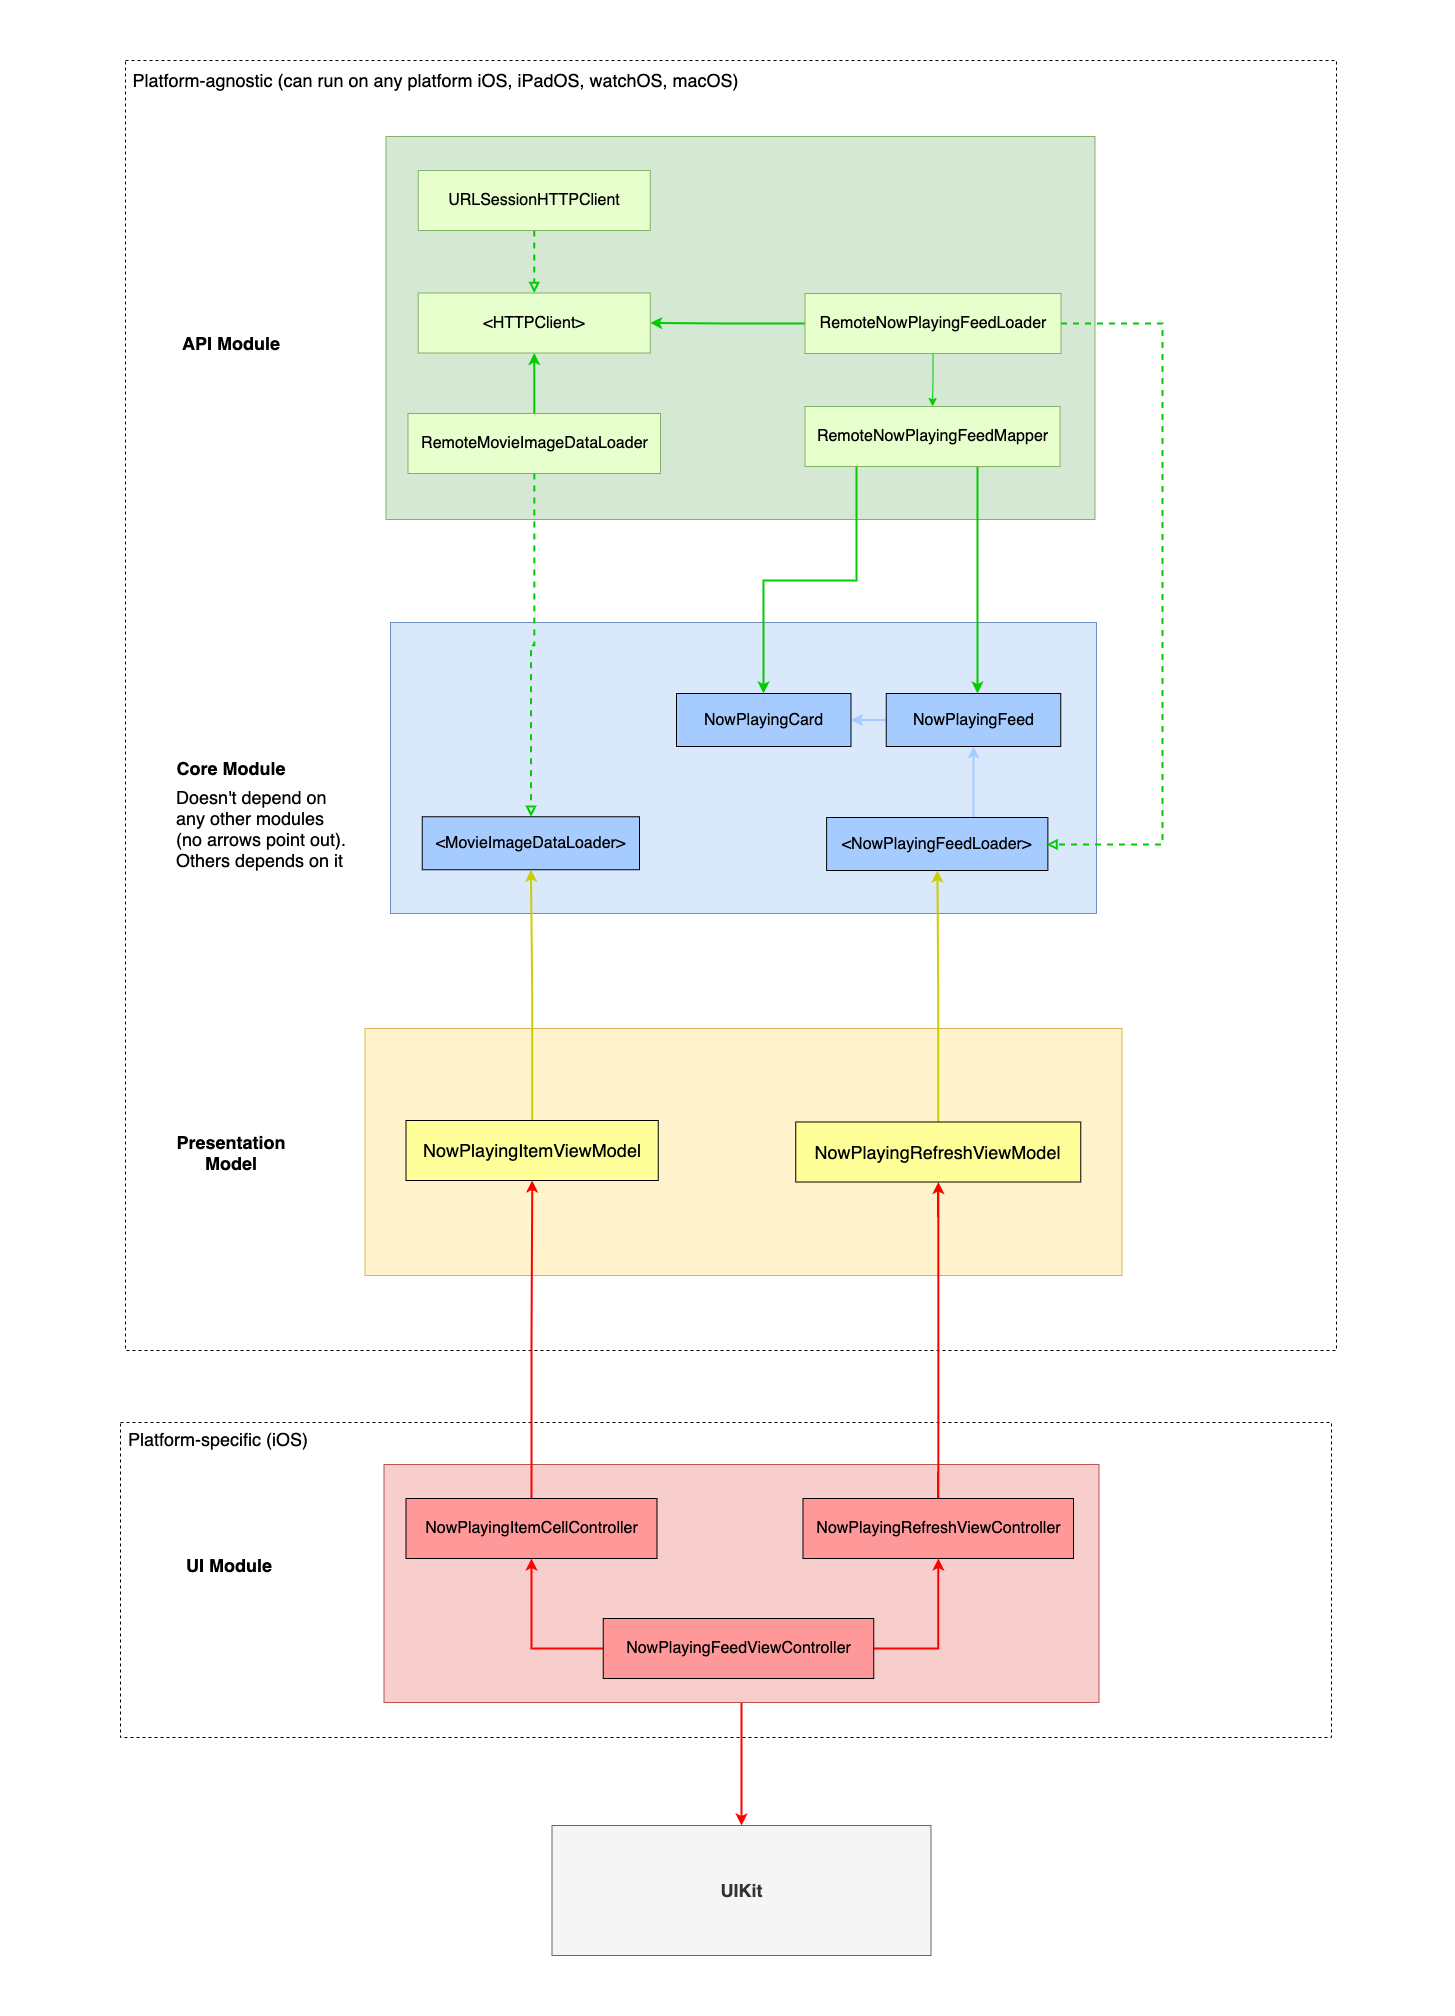 Platform-agnostic (can run on any platform iOS, iPadOS, watchOS, macOS)
URLSessionHTTPClient
<HTTPClient>
RemoteNowPlayingFeedLoader
API Module
RemoteMovieImageDataLoader
RemoteNowPlayingFeedMapper
NowPlayingCard
NowPlayingFeed
Core Module
Doesn't depend on
any other modules
(no arrows point out).
Others depends on it
<MovieImageDataLoader>
<NowPlayingFeedLoader>
Presentation
Model
NowPlayingItemViewModel
NowPlayingRefreshViewModel
Platform-specific (iOS)
NowPlayingItemCellController
NowPlayingRefreshViewController
UI Module
NowPlayingFeedViewController
UIKit